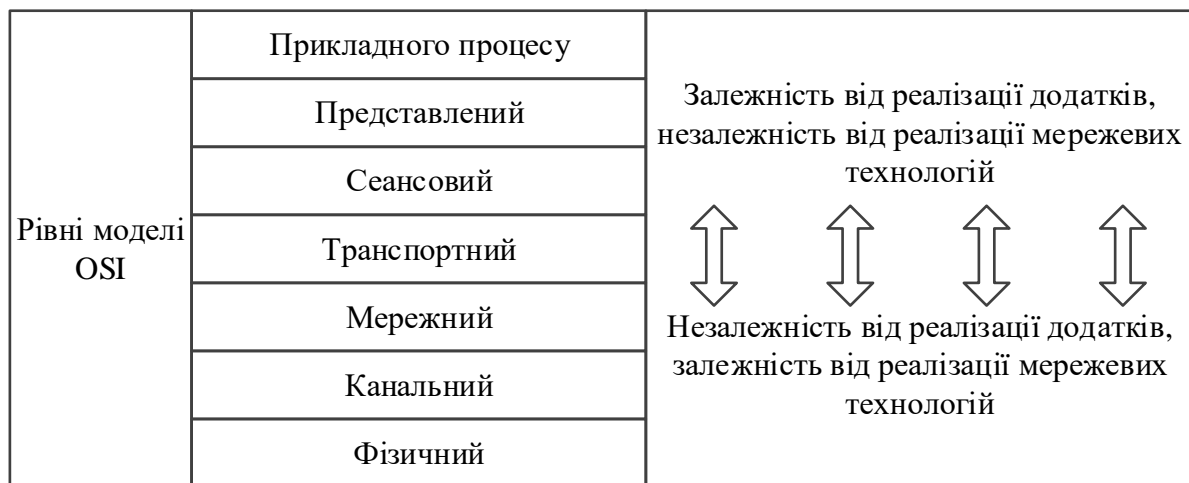 Рівні моделі
OSI
Прикладного процесу
Представлений
Сеансовий
Транспортний
Мережний
Канальний
Фізичний
Залежність від реалізації додатків,
незалежність від реалізації мережевих
технологій
Незалежність від реалізації додатків,
залежність від реалізації мережевих
технологій